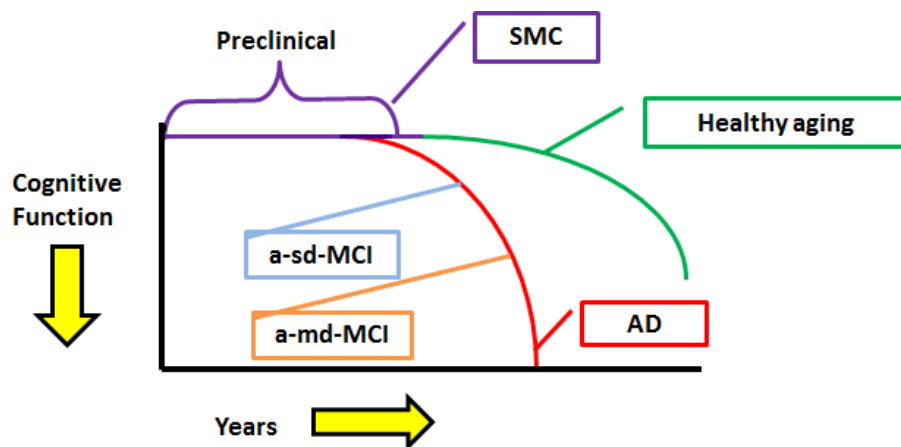 Preclinical
SMC
Healthy aging
Cognitive
Function
a-sd-MCI
a-md-MCI
AD
Years